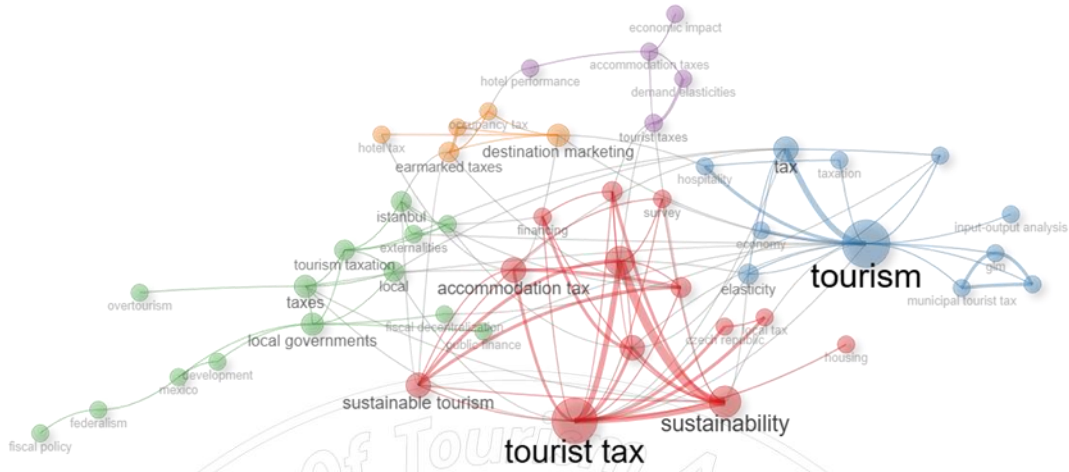 economic impact
accommodation taxes
hotel performance
demand elasticities
occupancy tax
tourist taxes
hotel tax
destination marketing
earmarked taxes
tax
taxation
hospitality
istanbul
survey
input-output analysis
financing
economy
externalities
gsm
tourism taxation
tourism
local
accommodation tax
elasticity
taxes
overtourism
municipal tourist tax
fiscal decentralization
local tax
local governments
public finance
czech republic
housing
development
mexico
sustainable tourism
federalism
sustainability
fiscal policy
tourist tax
Of Tourism